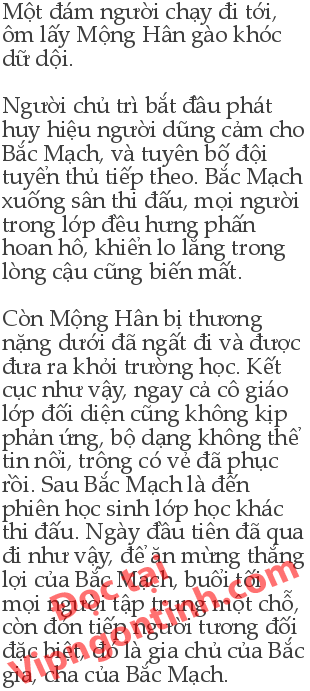 Một đám người chạy đi tới,
ôm lấy Mộng Hân gào khóc
dữ dội.
Người chủ trì bắt đầu phát
huy hiệu người dũng cảm cho
Bắc Mạch, và tuyên bố đội
tuyển thủ tiếp theo. Bắc Mạch
xuống sân thi đấu, mọi người
trong lớp đều hưng phấn
hoan hô, khiến lo lắng trong
lòng cậu cũng biến mất.
Còn Mộng Hân bị thương
nặng dưới đã ngất đi và được
đưa ra khỏi trường học. Kết
cục như vậy, ngay cả cô giáo
lớp đối diện cũng không kịp
phản ứng, bộ dạng không thể
tin nổi, trông có vẻ đã phục
rồi. Sau Bắc Mạch là đến
phiên học sinh lớp học khác
thi đấu. Ngày đầu tiên đã qua
đi như vậy, để ăn mừng thắng
lợi của Bắc Mạch, buổi tối
mọi người tập trung một chỗ,
còn đón tiếp người tương đối
đặc biệt, đó là gia chủ của Bắc
gia, cha của Bắc Mạch.
Đọc tại
Vipngontinh.com